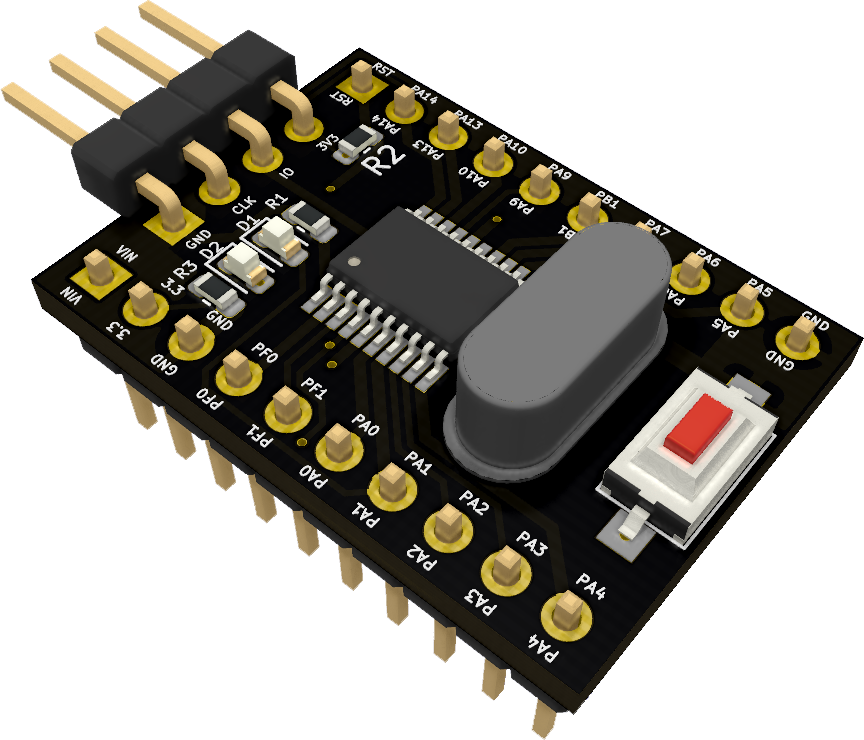 RST
RST
PA14
PA14
PA13
PA13
PA10
PA10
PA9
PA9
PB1
B1
PA7
PA6
PA5
PA5
GND
GND
3V3
R2
IO
CLK
GND
R1
D1
D2
R3
VIN
VIN
3.3
3.3
GND
GND
PF0
PF0
PF1
PF1
PA0
PA0
PA1
PA1
PA2
PA2
PA3
PA3
PA4
PA4